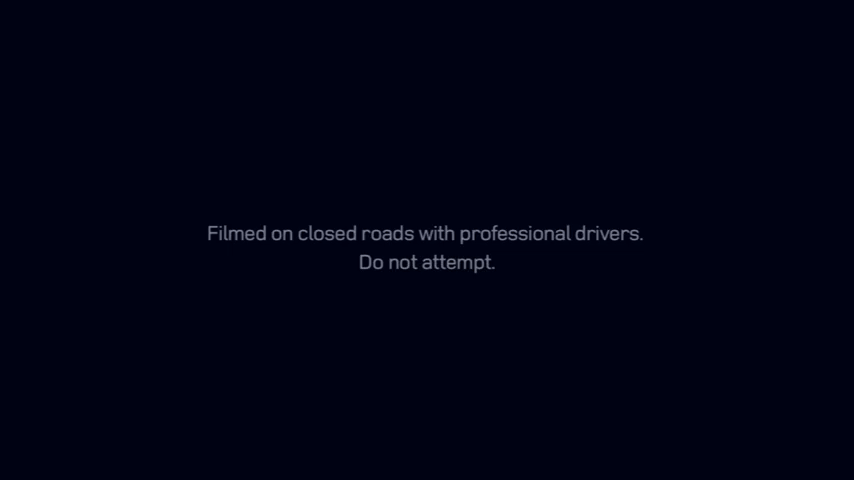 Filmed on closed roads with professional drivers.
Do not attempt.